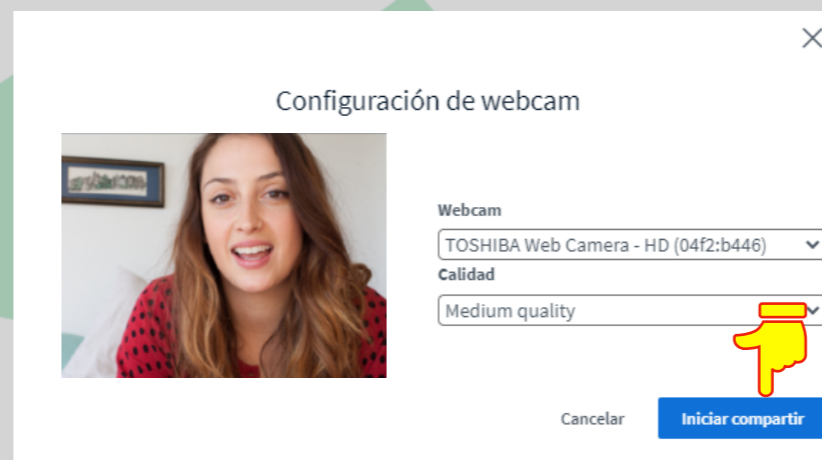 Configuración de webcam
Webcam
TOSHIBA Web Camera - HD (04f2:b446)
Calidad
Medium quality
Cancelar
Iniciar compartir